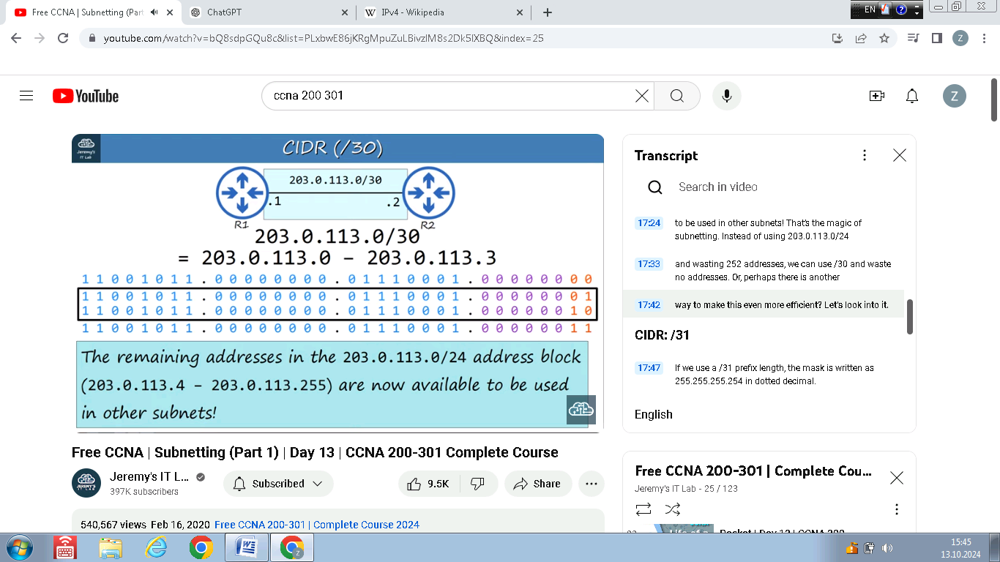 Free CCNA | Subnetting (Part
ChatGPT
IPv4 - Wikipedia
EN
youtube.com/watch?v=bQ8sdpGQu8c&list=PLxbwE86jKRgMpuZuLBivzlM8s2Dk5lXBQ&index=25
Z
YouTube
ccna 200 301
Z
Jeremy's
IT Lab
CIDR (/30)
203.0.113.0/30
.1
.2
R1
R2
203.0.113.0/30
= 203.0.113.0 – 203.0.113.3
1 1 0 0 1 0 1 1 . 0 0 0 0 0 0 0 0 . 0 1 1 1 0 0 0 1 . 0 0 0 0 0 0 0 0
1 1 0 0 1 0 1 1 . 0 0 0 0 0 0 0 0 . 0 1 1 1 0 0 0 1 . 0 0 0 0 0 0 0 1
1 1 0 0 1 0 1 1 . 0 0 0 0 0 0 0 0 . 0 1 1 1 0 0 0 1 . 0 0 0 0 0 0 1 0
1 1 0 0 1 0 1 1 . 0 0 0 0 0 0 0 0 . 0 1 1 1 0 0 0 1 . 0 0 0 0 0 0 1 1
The remaining addresses in the 203.0.113.0/24 address block
(203.0.113.4 – 203.0.113.255) are now available to be used
in other subnets!
Free CCNA | Subnetting (Part 1) | Day 13 | CCNA 200-301 Complete Course
JEREMY'S
IT LAB
Jeremy's IT L...
397K subscribers
Subscribed
9.5K
Share
540,567 views Feb 16, 2020 Free CCNA 200-301 | Complete Course 2024
Transcript
Search in video
17:24 to be used in other subnets! That's the magic of
subnetting. Instead of using 203.0.113.0/24
17:33 and wasting 252 addresses, we can use /30 and waste
no addresses. Or, perhaps there is another
17:42 way to make this even more efficient? Let's look into it.
CIDR: /31
17:47 If we use a /31 prefix length, the mask is written as
255.255.255.254 in dotted decimal.
English
Free CCNA 200-301 | Complete Cou...
Jeremy's IT Lab - 25 / 123
Life of a
Packet | Day 12 | CCNA 200
15:45
13.10.2024